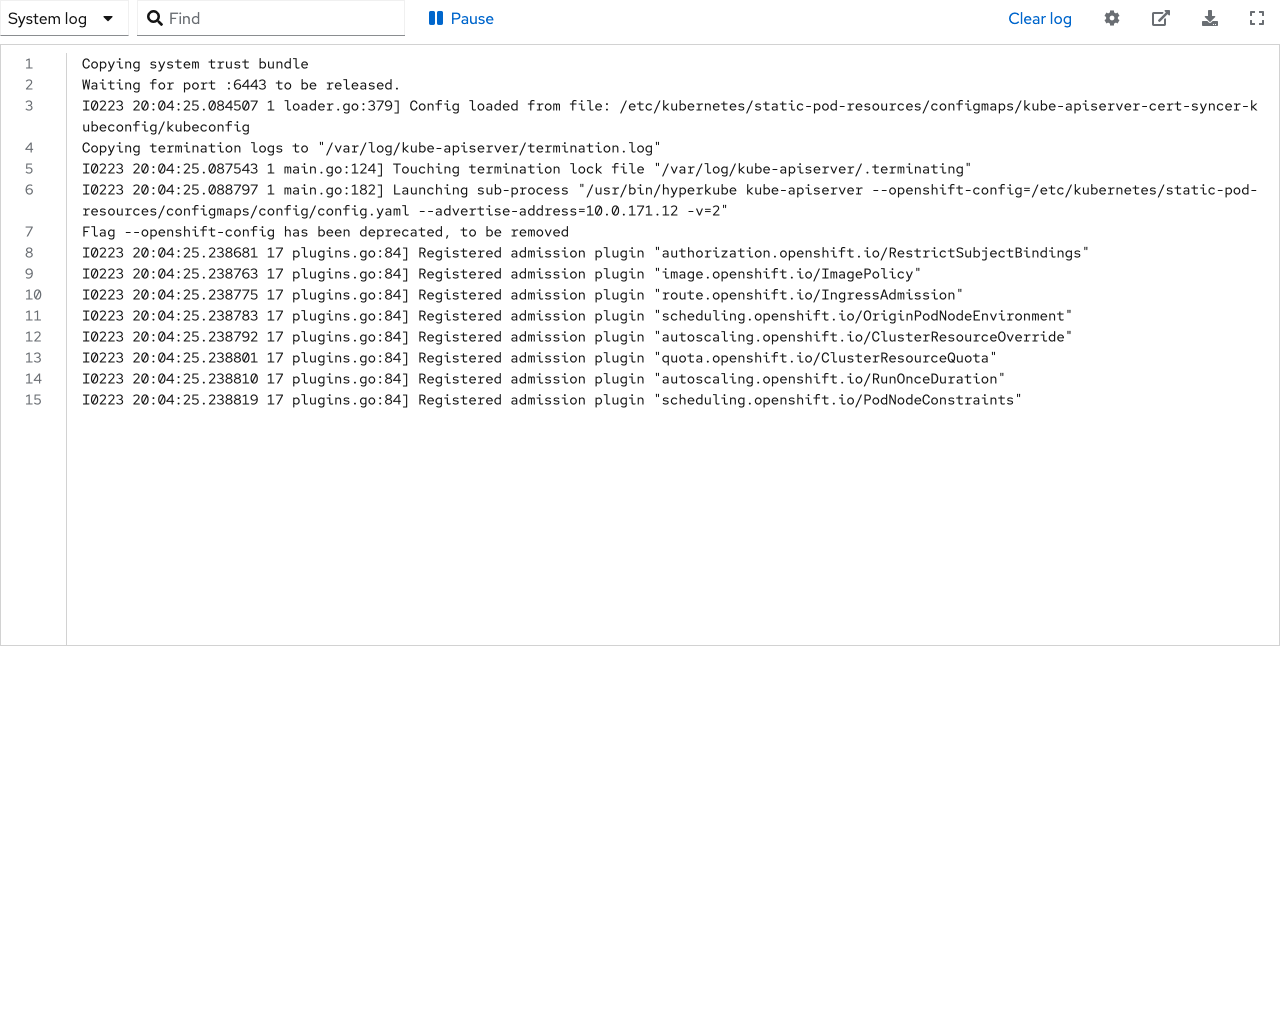 System log
Find
Pause
Clear log
1 Copying system trust bundle
2 Waiting for port :6443 to be released.
3 I0223 20:04:25.084507 1 loader.go:379] Config loaded from file: /etc/kubernetes/static-pod-resources/configmaps/kube-apiserver-cert-syncer-k
ubeconfig/kubeconfig
4 Copying termination logs to "/var/log/kube-apiserver/termination.log"
5 I0223 20:04:25.087543 1 main.go:124] Touching termination lock file "/var/log/kube-apiserver/.terminating"
6 I0223 20:04:25.088797 1 main.go:182] Launching sub-process "/usr/bin/hyperkube kube-apiserver --openshift-config=/etc/kubernetes/static-pod-
resources/configmaps/config/config.yaml --advertise-address=10.0.171.12 -v=2"
7 Flag --openshift-config has been deprecated, to be removed
8 I0223 20:04:25.238681 17 plugins.go:84] Registered admission plugin "authorization.openshift.io/RestrictSubjectBindings"
9 I0223 20:04:25.238763 17 plugins.go:84] Registered admission plugin "image.openshift.io/ImagePolicy"
10 I0223 20:04:25.238775 17 plugins.go:84] Registered admission plugin "route.openshift.io/IngressAdmission"
11 I0223 20:04:25.238783 17 plugins.go:84] Registered admission plugin "scheduling.openshift.io/OriginPodNodeEnvironment"
12 I0223 20:04:25.238792 17 plugins.go:84] Registered admission plugin "autoscaling.openshift.io/ClusterResourceOverride"
13 I0223 20:04:25.238801 17 plugins.go:84] Registered admission plugin "quota.openshift.io/ClusterResourceQuota"
14 I0223 20:04:25.238810 17 plugins.go:84] Registered admission plugin "autoscaling.openshift.io/RunOnceDuration"
15 I0223 20:04:25.238819 17 plugins.go:84] Registered admission plugin "scheduling.openshift.io/PodNodeConstraints"